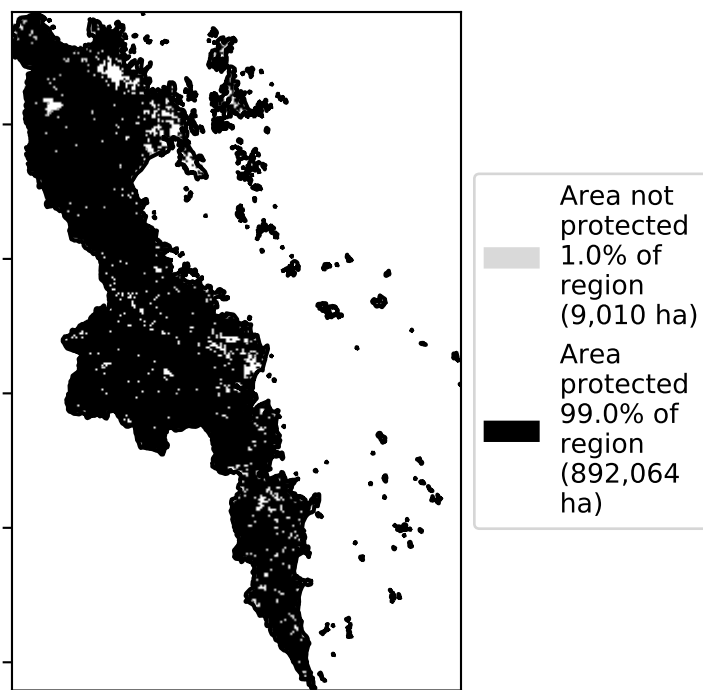 Area not
protected
1.0% of
region
(9,010 ha)
Area
protected
99.0% of
region
(892,064
ha)